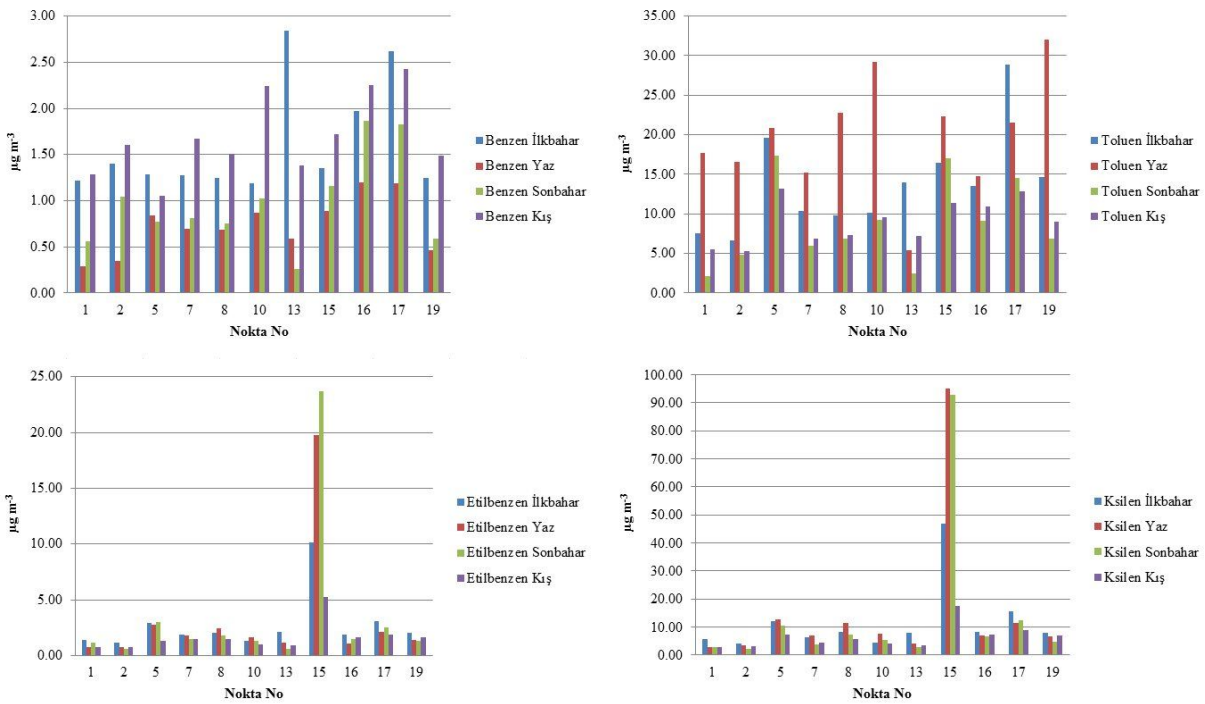 3.00
2.50
2.00
1.50
1.00
0.50
0.00
µg m-3
1 2 5 7 8 10 13 15 16 17 19
Nokta No
Benzen İlkbahar
Benzen Yaz
Benzen Sonbahar
Benzen Kış
35.00
30.00
25.00
20.00
15.00
10.00
5.00
0.00
µg m-3
1 2 5 7 8 10 13 15 16 17 19
Nokta No
Toluen İlkbahar
Toluen Yaz
Toluen Sonbahar
Toluen Kış
25.00
20.00
15.00
10.00
5.00
0.00
µg m-3
1 2 5 7 8 10 13 15 16 17 19
Nokta No
Etilbenzen İlkbahar
Etilbenzen Yaz
Etilbenzen Sonbahar
Etilbenzen Kış
100.00
90.00
80.00
70.00
60.00
50.00
40.00
30.00
20.00
10.00
0.00
µg m-3
1 2 5 7 8 10 13 15 16 17 19
Nokta No
Ksilen İlkbahar
Ksilen Yaz
Ksilen Sonbahar
Ksilen Kış